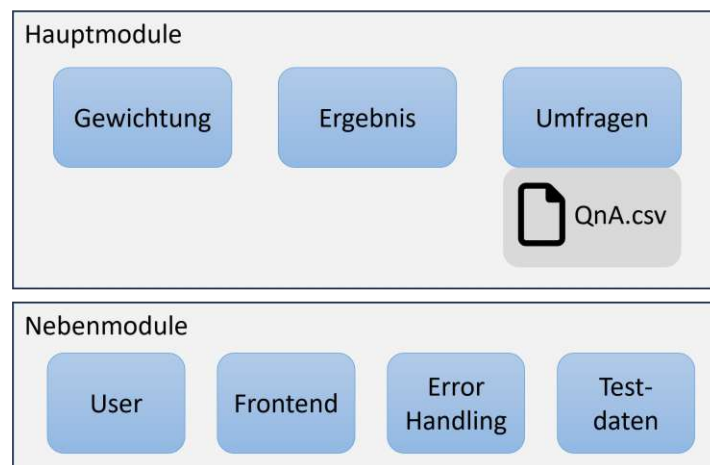 Hauptmodule
Gewichtung
Ergebnis
Umfragen
QnA.csv
Nebenmodule
User
Frontend
Error
Handling
Test-
daten